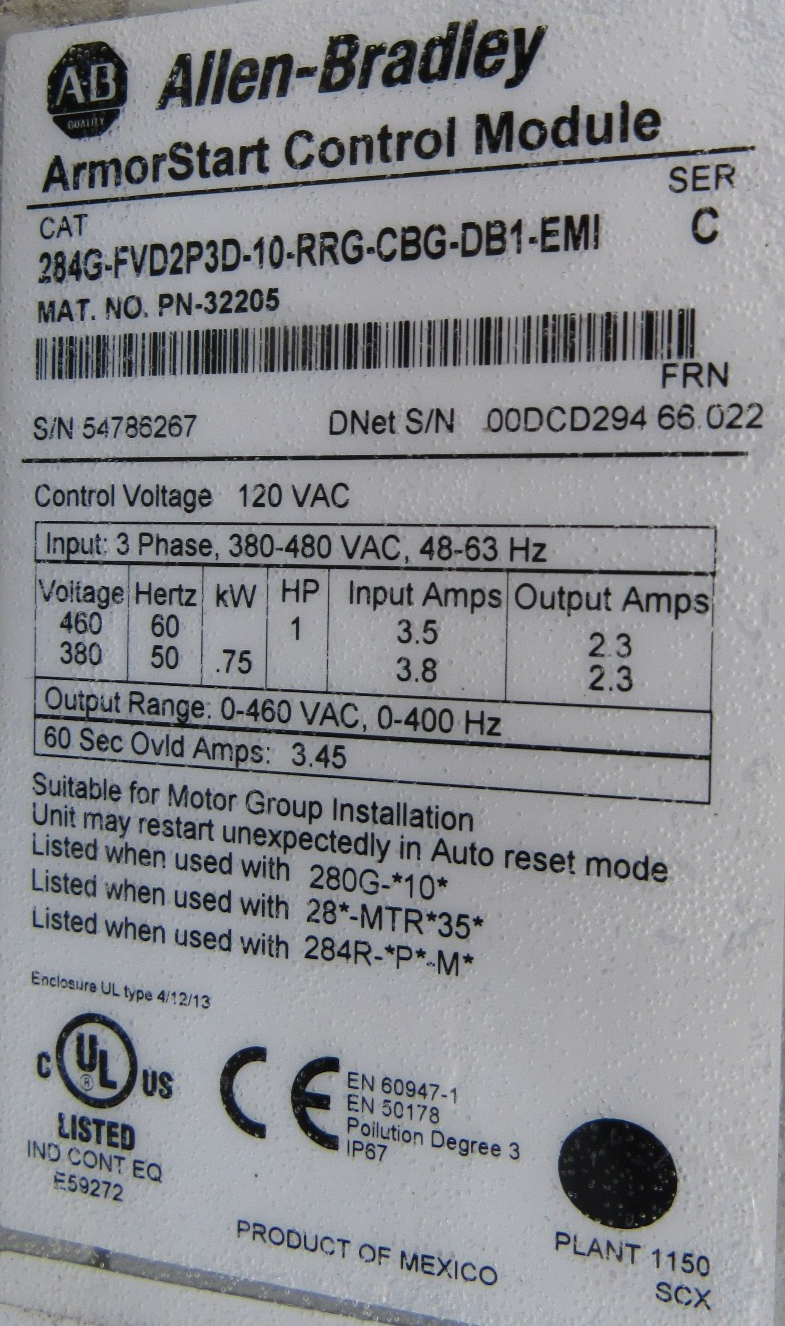 AB
QUALITY
Allen-Bradley
ArmorStart Control Module
CAT
SER
284G-FVD2P3D-10-RRG-CBG-DB1-EMI
C
MAT. NO. PN-32205
FRN
S/N 54786267 DNet S/N 00DCD294 66.022
Control Voltage 120 VAC
Input: 3 Phase, 380-480 VAC, 48-63 Hz
Voltage Hertz kW HP Input Amps Output Amps
460 60 1 3.5 2.3
380 50 .75 3.8 2.3
Output Range: 0-460 VAC, 0-400 Hz
60 Sec Ovld Amps: 3.45
Suitable for Motor Group Installation
Unit may restart unexpectedly in Auto reset mode
Listed when used with 280G-*10*
Listed when used with 28*-MTR*35*
Listed when used with 284R-*P*-M*
Enclosure UL type 4/12/13
C UL ® US
LISTED
IND CONT EQ
E59272
CE
EN 60947-1
EN 50178
Pollution Degree 3
IP67
PRODUCT OF MEXICO
PLANT 1150
SCX